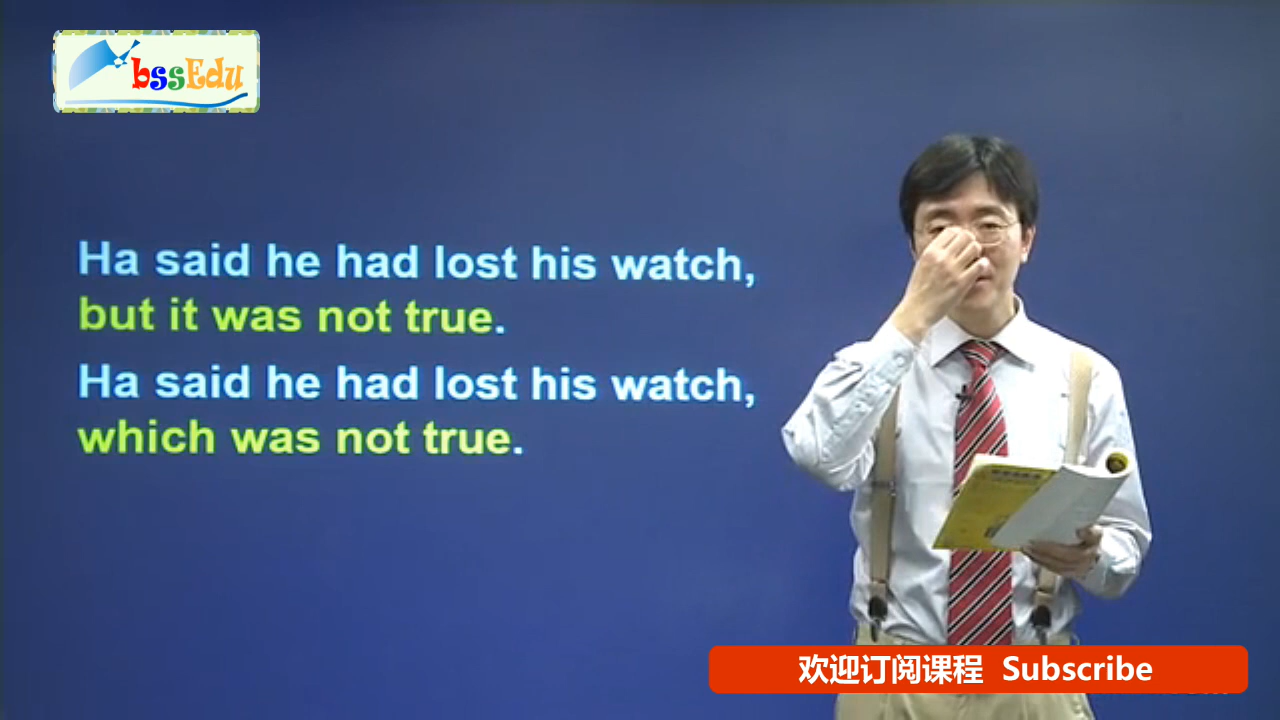 bssEdu
Ha said he had lost his watch,
but it was not true.
Ha said he had lost his watch,
which was not true.
欢迎订阅课程 Subscribe